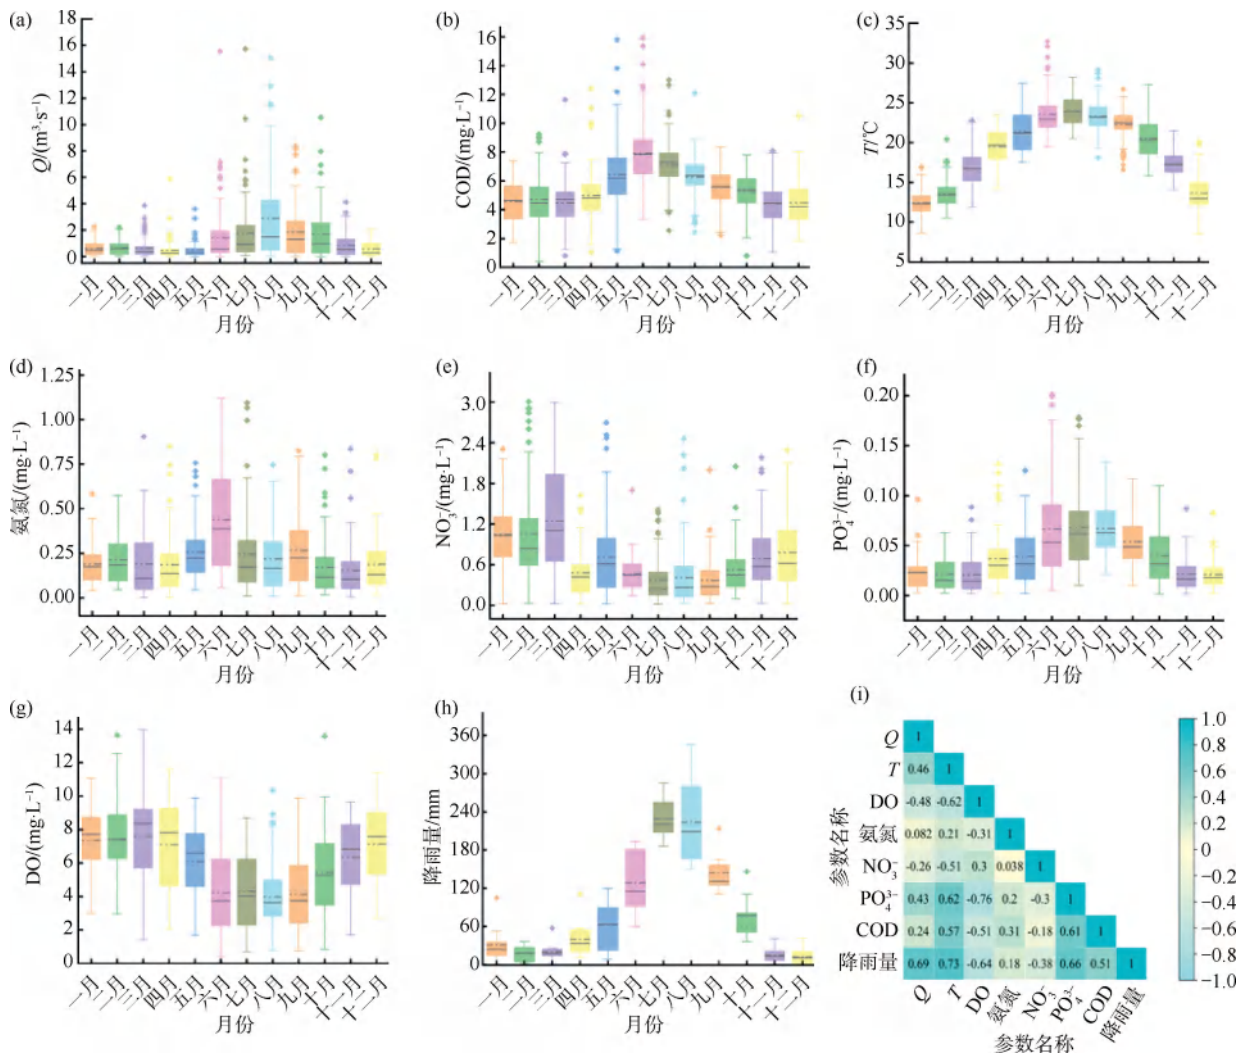 (a)
18
16
14
12
10
8
6
4
2
0
Q/(m³·s⁻¹)
一月
二月
三月
四月
五月
六月
七月
八月
九月
十月
十一月
十二月
月份
(b)
16
14
12
10
8
6
4
2
0
COD/(mg·L⁻¹)
一月
二月
三月
四月
五月
六月
七月
八月
九月
十月
十一月
十二月
月份
(c)
35
30
25
20
15
10
5
T/℃
一月
二月
三月
四月
五月
六月
七月
八月
九月
十月
十一月
十二月
月份
(d)
1.25
1.00
0.75
0.50
0.25
0.00
氨氮/(mg·L⁻¹)
一月
二月
三月
四月
五月
六月
七月
八月
九月
十月
十一月
十二月
月份
(e)
3.0
2.4
1.8
1.2
0.6
0.0
NO₃⁻/(mg·L⁻¹)
一月
二月
三月
四月
五月
六月
七月
八月
九月
十月
十一月
十二月
月份
(f)
0.20
0.15
0.10
0.05
0.00
PO₄³⁻/(mg·L⁻¹)
一月
二月
三月
四月
五月
六月
七月
八月
九月
十月
十一月
十二月
月份
(g)
14
12
10
8
6
4
2
0
DO/(mg·L⁻¹)
一月
二月
三月
四月
五月
六月
七月
八月
九月
十月
十一月
十二月
月份
(h)
360
300
240
180
120
60
0
降雨量/mm
一月
二月
三月
四月
五月
六月
七月
八月
九月
十月
十一月
十二月
月份
(i)
参数名称
Q 1
T 0.46 1
DO -0.48 -0.62 1
氨氮 0.082 0.21 -0.31 1
NO₃⁻ -0.26 -0.51 0.3 0.038 1
PO₄³⁻ 0.43 0.62 -0.76 0.2 -0.3 1
COD 0.24 0.57 -0.51 0.31 -0.18 0.61 1
降雨量 0.69 0.73 -0.64 0.18 -0.38 0.66 0.51 1
Q T DO 氨氮 NO₃⁻ PO₄³⁻ COD 降雨量
参数名称
1.0
0.8
0.6
0.4
0.2
0
-0.2
-0.4
-0.6
-0.8
-1.0